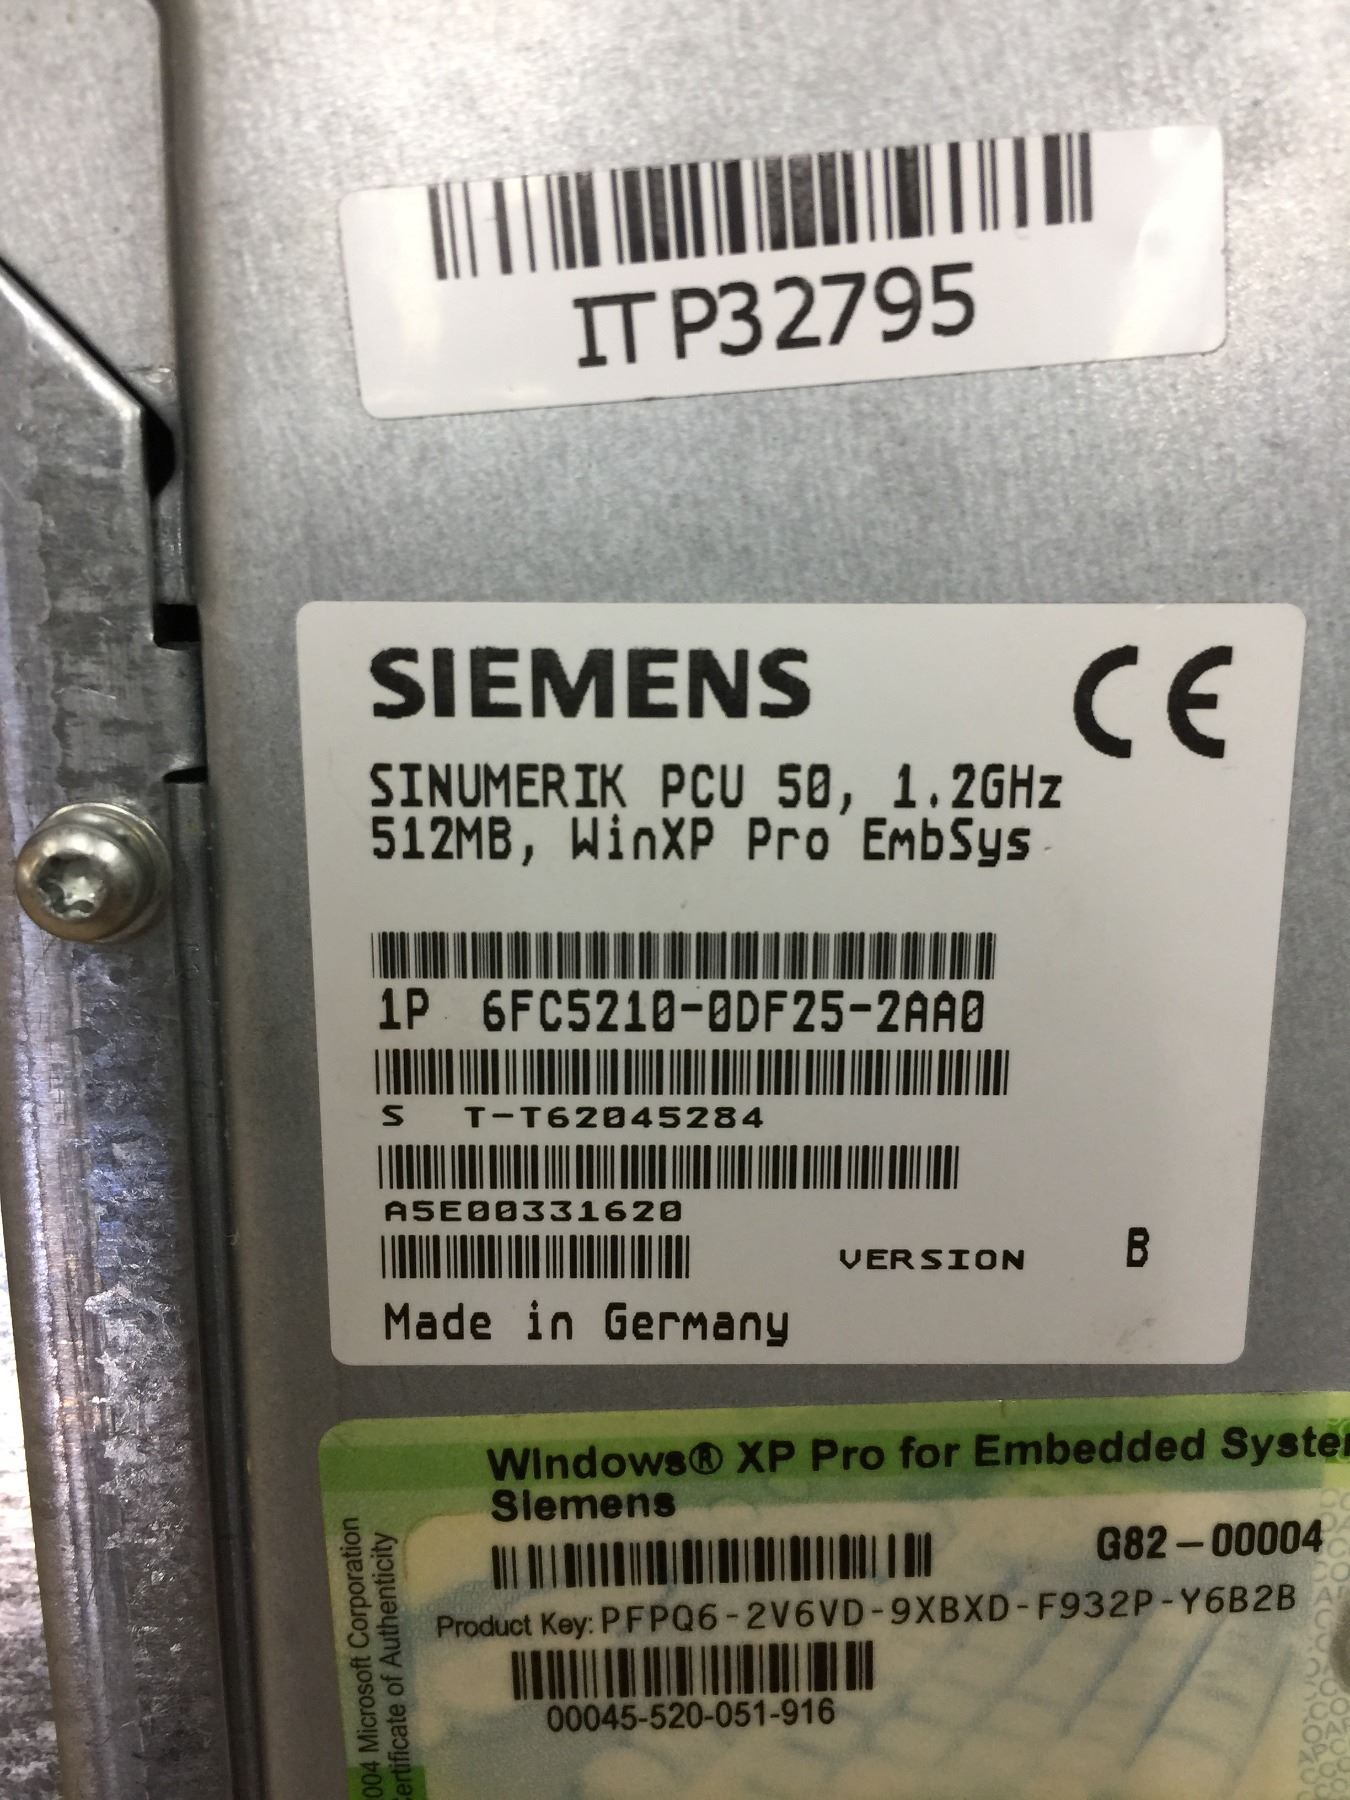 ITP32795
SIEMENS
CE
SINUMERIK PCU 50, 1.2GHz
512MB, WinXP Pro EmbSys
1P 6FC5210-0DF25-2AA0
S T-T62045284
A5E00331620
VERSION B
Made in Germany
Windows® XP Pro for Embedded Syste
Siemens
G82-00004
Product Key: PFPQ6-2V6VD-9XBXD-F932P-Y6B2B
00045-520-051-916
004 Microsoft Corporation
ertificate of Authenticity